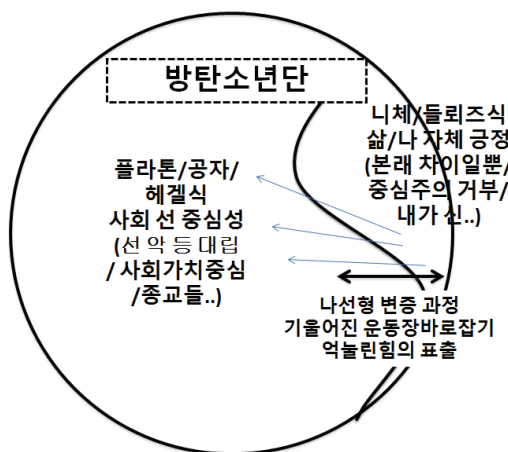 방탄소년단
니체/들뢰즈식
삶/나 자체 긍정
(본래 차이일뿐/
중심주의 거부/
내가 신..)
플라톤/공자/
헤겔식
사회 선 중심성
(선 악 등 대립
/ 사회가치중심
/종교들..)
나선형 변증 과정
기울어진 운동장바로잡기
억눌린힘의 표출